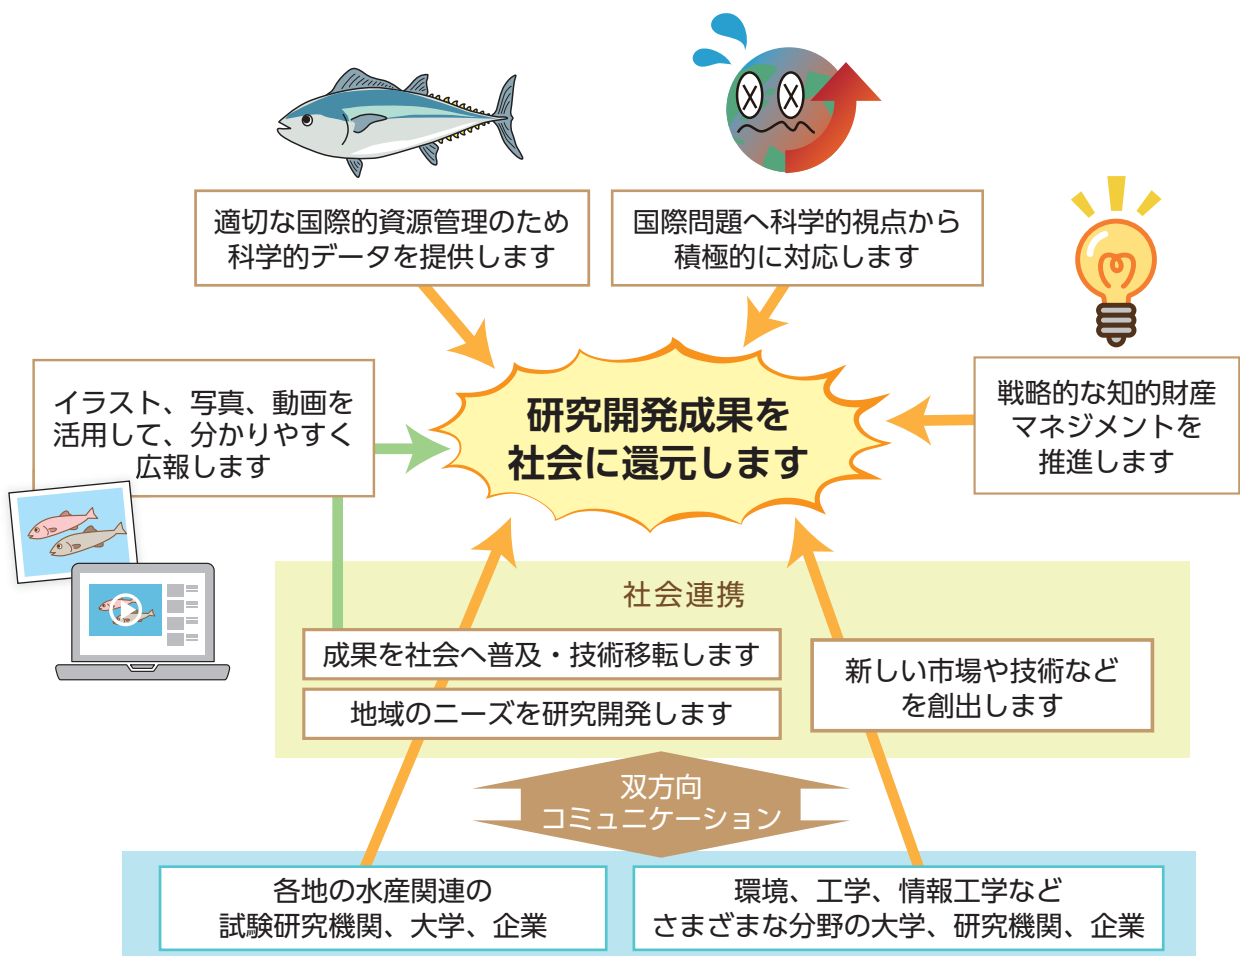 適切な国際的資源管理のため
科学的データを提供します
国際問題へ科学的視点から
積極的に対応します
イラスト、写真、動画を
活用して、分かりやすく
広報します
研究開発成果を
社会に還元します
戦略的な知的財産
マネジメントを
推進します
社会連携
成果を社会へ普及・技術移転します
地域のニーズを研究開発します
新しい市場や技術など
を創出します
双方向
コミュニケーション
各地の水産関連の
試験研究機関、大学、企業
環境、工学、情報工学など
さまざまな分野の大学、研究機関、企業